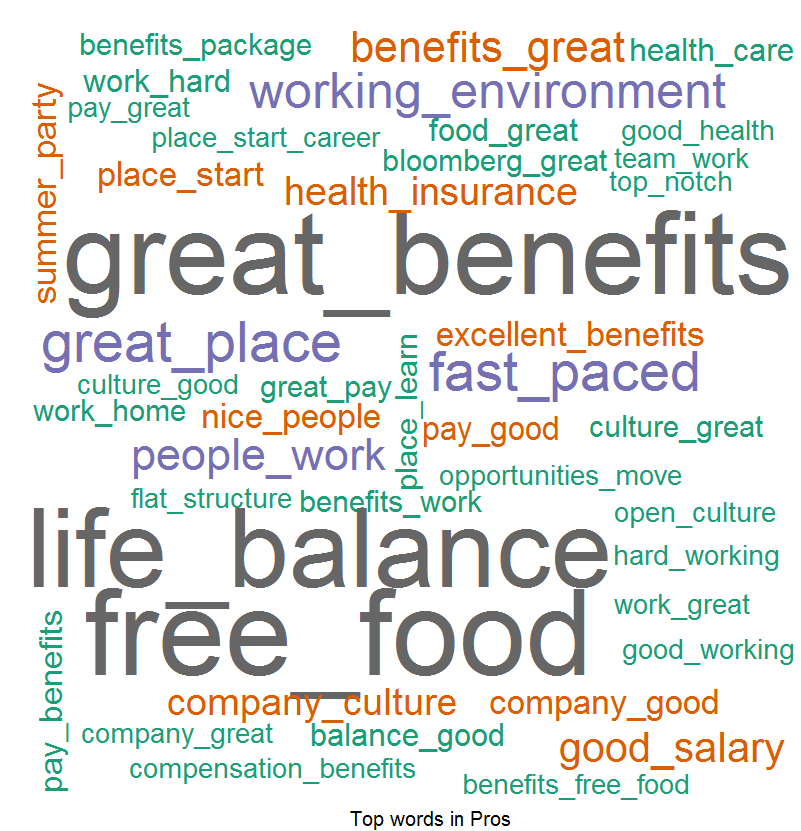 benefits_package
benefits_great
health_care
work_hard
working_environment
pay_great
summer_party
place_start_career
food_great
good_health
bloomberg_great
team_work
place_start
health_insurance
top_notch
great_benefits
great_place
excellent_benefits
fast_paced
culture_good
great_pay
place_learn
work_home
nice_people
pay_good
culture_great
people_work
opportunities_move
flat_structure
benefits_work
open_culture
life_balance
hard_working
free_food
work_great
good_working
pay_benefits
company_culture
company_good
company_great
balance_good
good_salary
compensation_benefits
benefits_free_food
Top words in Pros